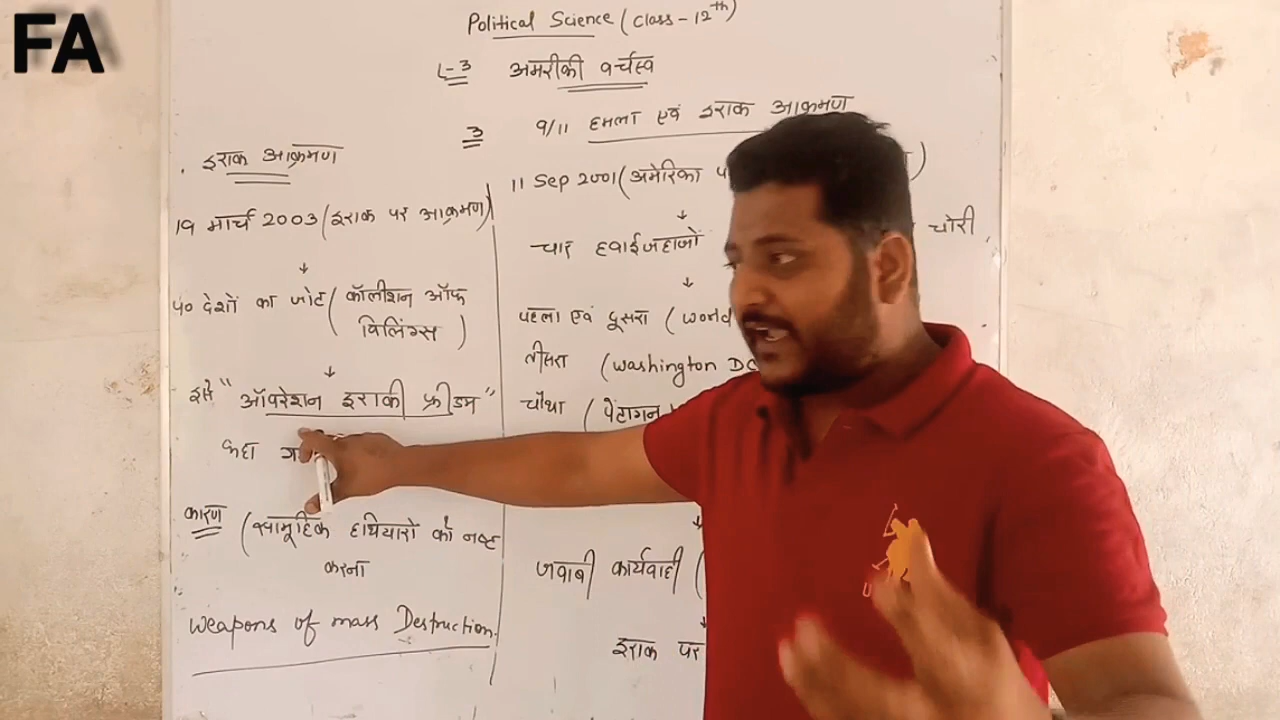 FA
Political Science (Class - 12th)
L-3 अमरीकी वर्चस्व
3 9/11 हमला एवं इराक आक्रमण
इराक आक्रमण
19 मार्च 2003 (इराक पर आक्रमण)
↓
५० देशों का जोट (कॉलीशन ऑफ
विलिंग्स )
↓
इसे "ऑपरेशन इराकी फ्रीडम"
कहा
कारण (सामूहिक हथियारों को नष्ट
करना
Weapons of mass Destruction.
11 Sep 2001 (अमेरिका
↓
चार हवाईजहाजों चोरी
↓
पहला एवं दूसरा (World
तीसरा (Washington DC
चौथा (पेंटागन
↓
जवाबी कार्यवाही (
↓
इराक पर